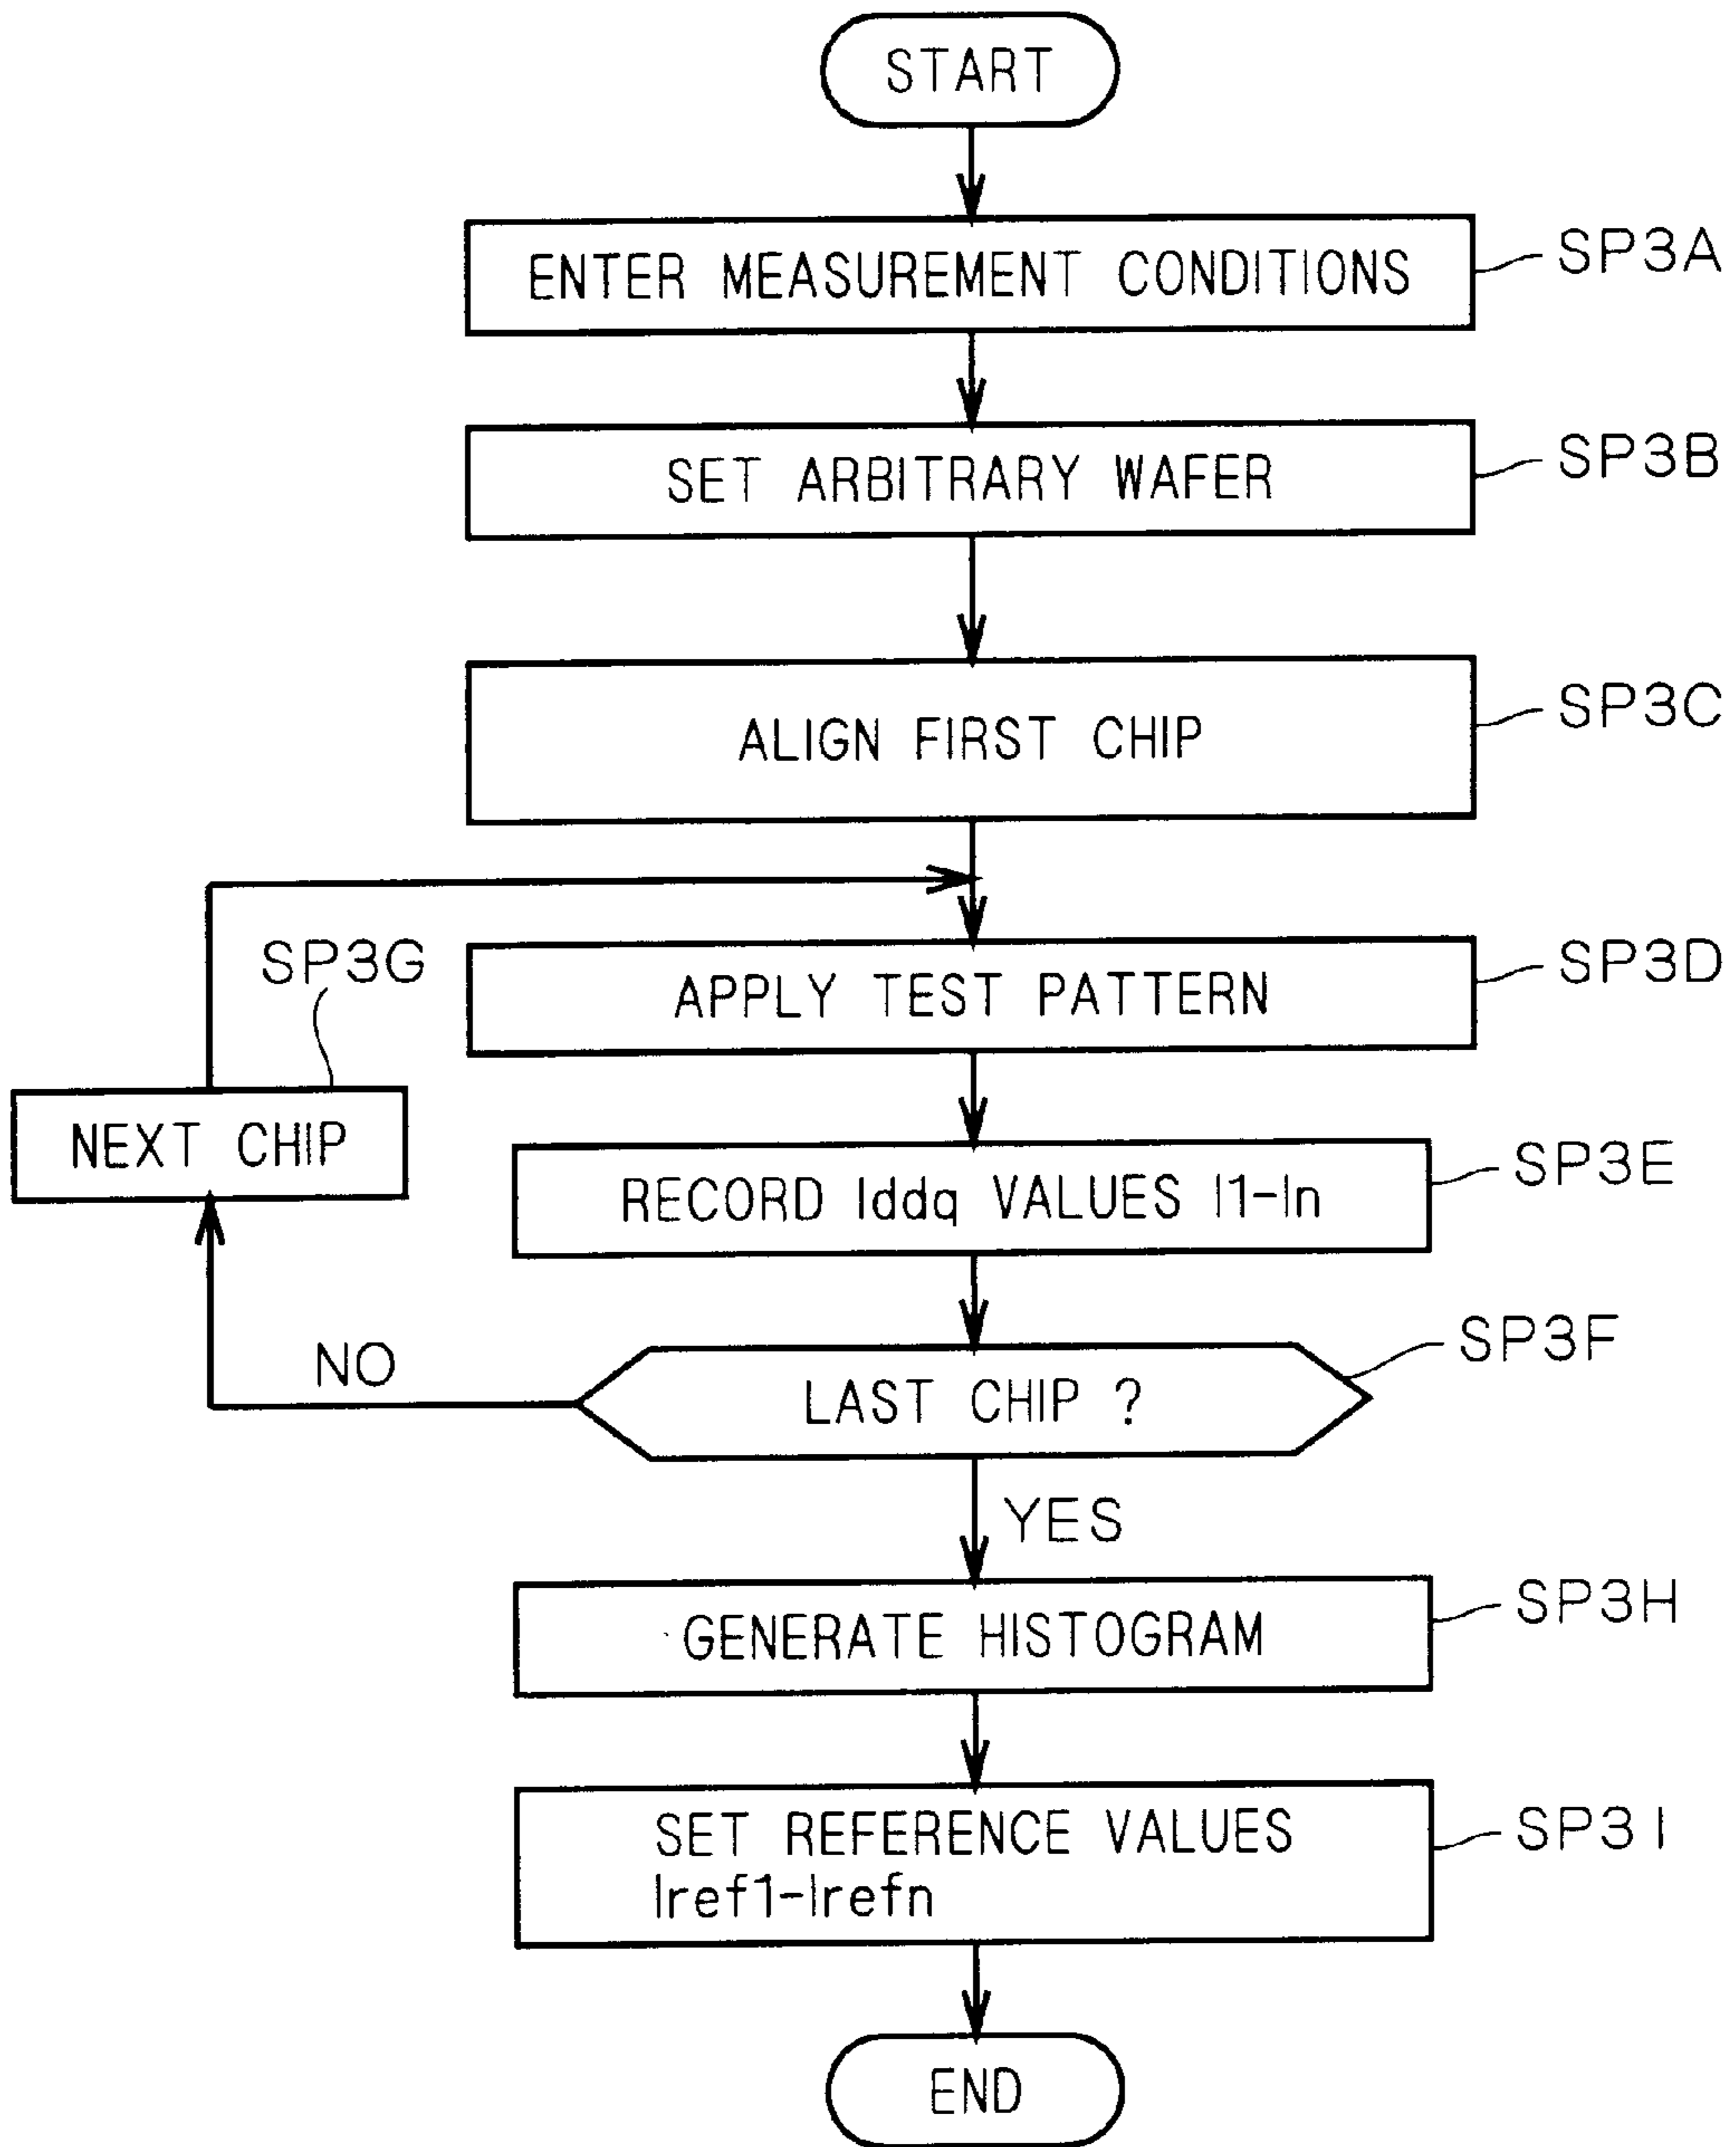 START
ENTER MEASUREMENT CONDITIONS
SP3A
SET ARBITRARY WAFER
SP3B
ALIGN FIRST CHIP
SP3C
APPLY TEST PATTERN
SP3D
SP3G
NEXT CHIP
RECORD Iddq VALUES I1-In
SP3E
LAST CHIP ?
SP3F
NO
YES
GENERATE HISTOGRAM
SP3H
SET REFERENCE VALUES
Iref1-Irefn
SP3I
END